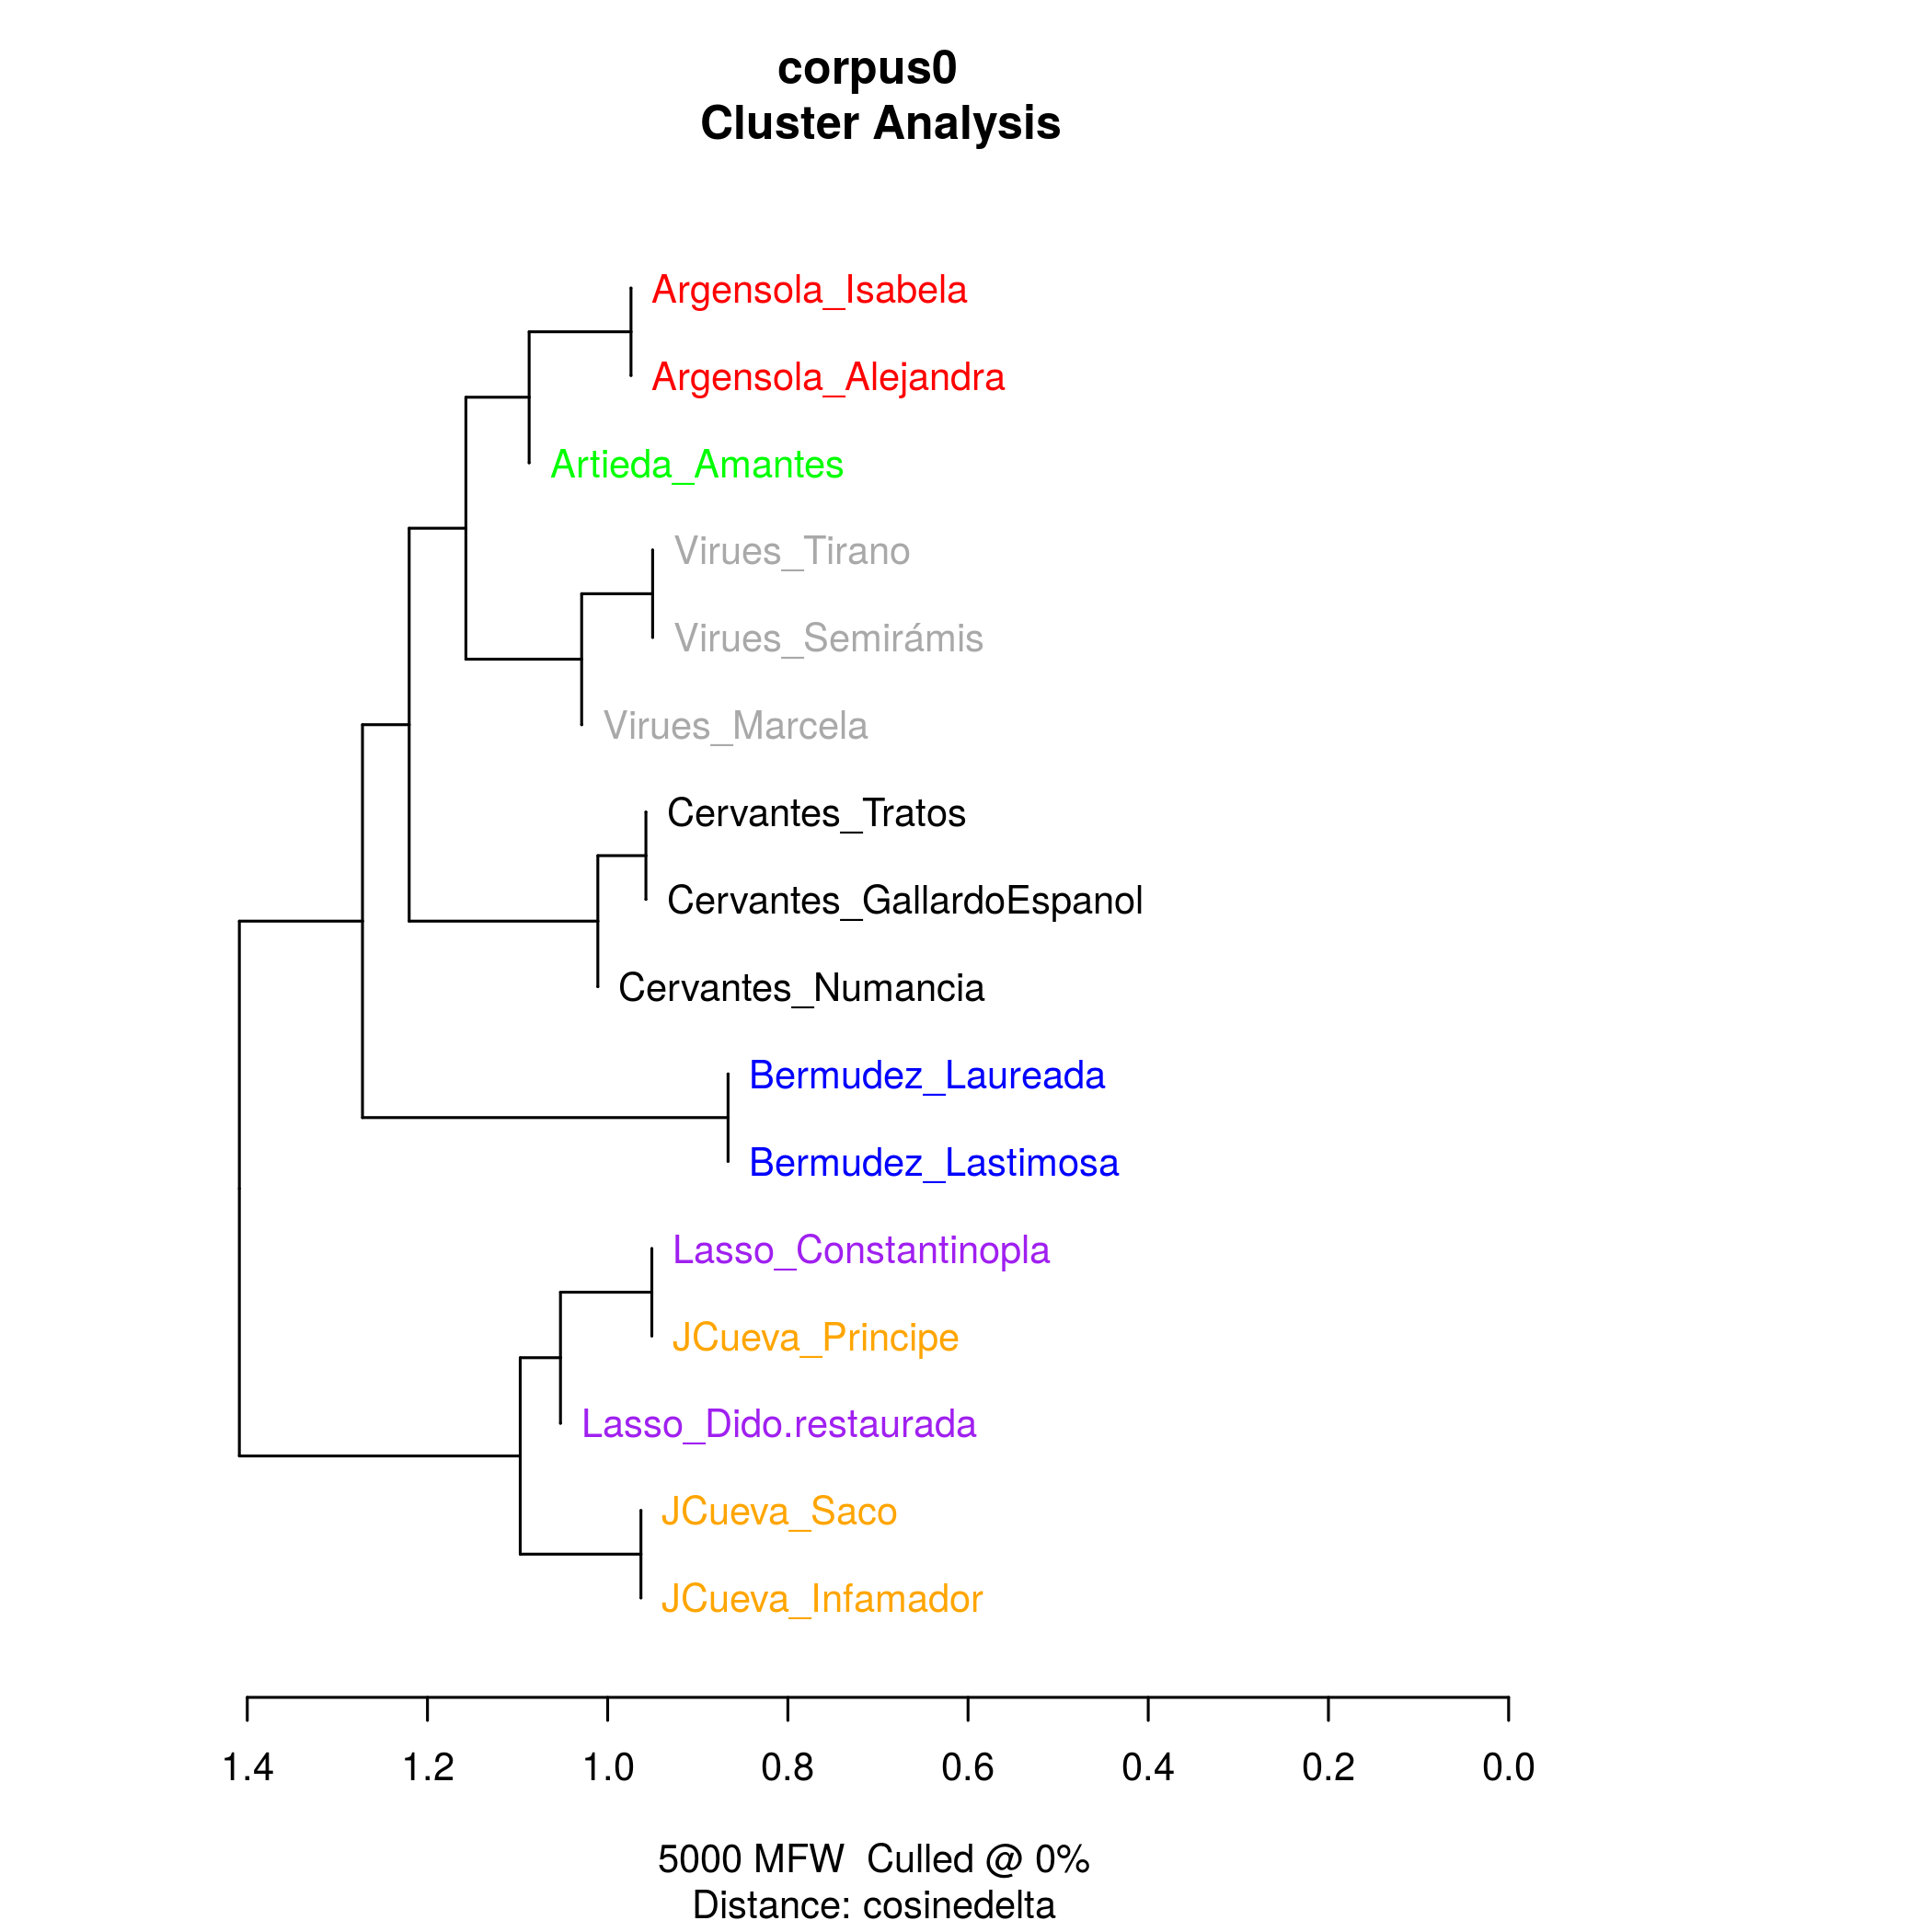 corpus0
Cluster Analysis
Argensola_Isabela
Argensola_Alejandra
Artieda_Amantes
Virues_Tirano
Virues_Semirámis
Virues_Marcela
Cervantes_Tratos
Cervantes_GallardoEspanol
Cervantes_Numancia
Bermudez_Laureada
Bermudez_Lastimosa
Lasso_Constantinopla
JCueva_Principe
Lasso_Dido.restaurada
JCueva_Saco
JCueva_Infamador
1.4 1.2 1.0 0.8 0.6 0.4 0.2 0.0
5000 MFW  Culled @ 0%
Distance: cosinedelta